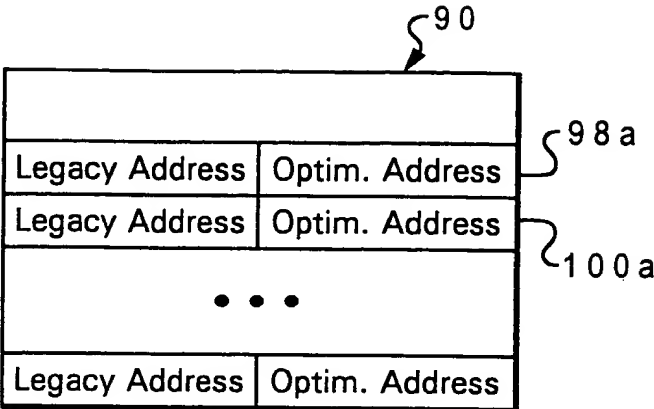 90
Legacy Address Optim. Address 98a
Legacy Address Optim. Address
100a
• • •
Legacy Address Optim. Address